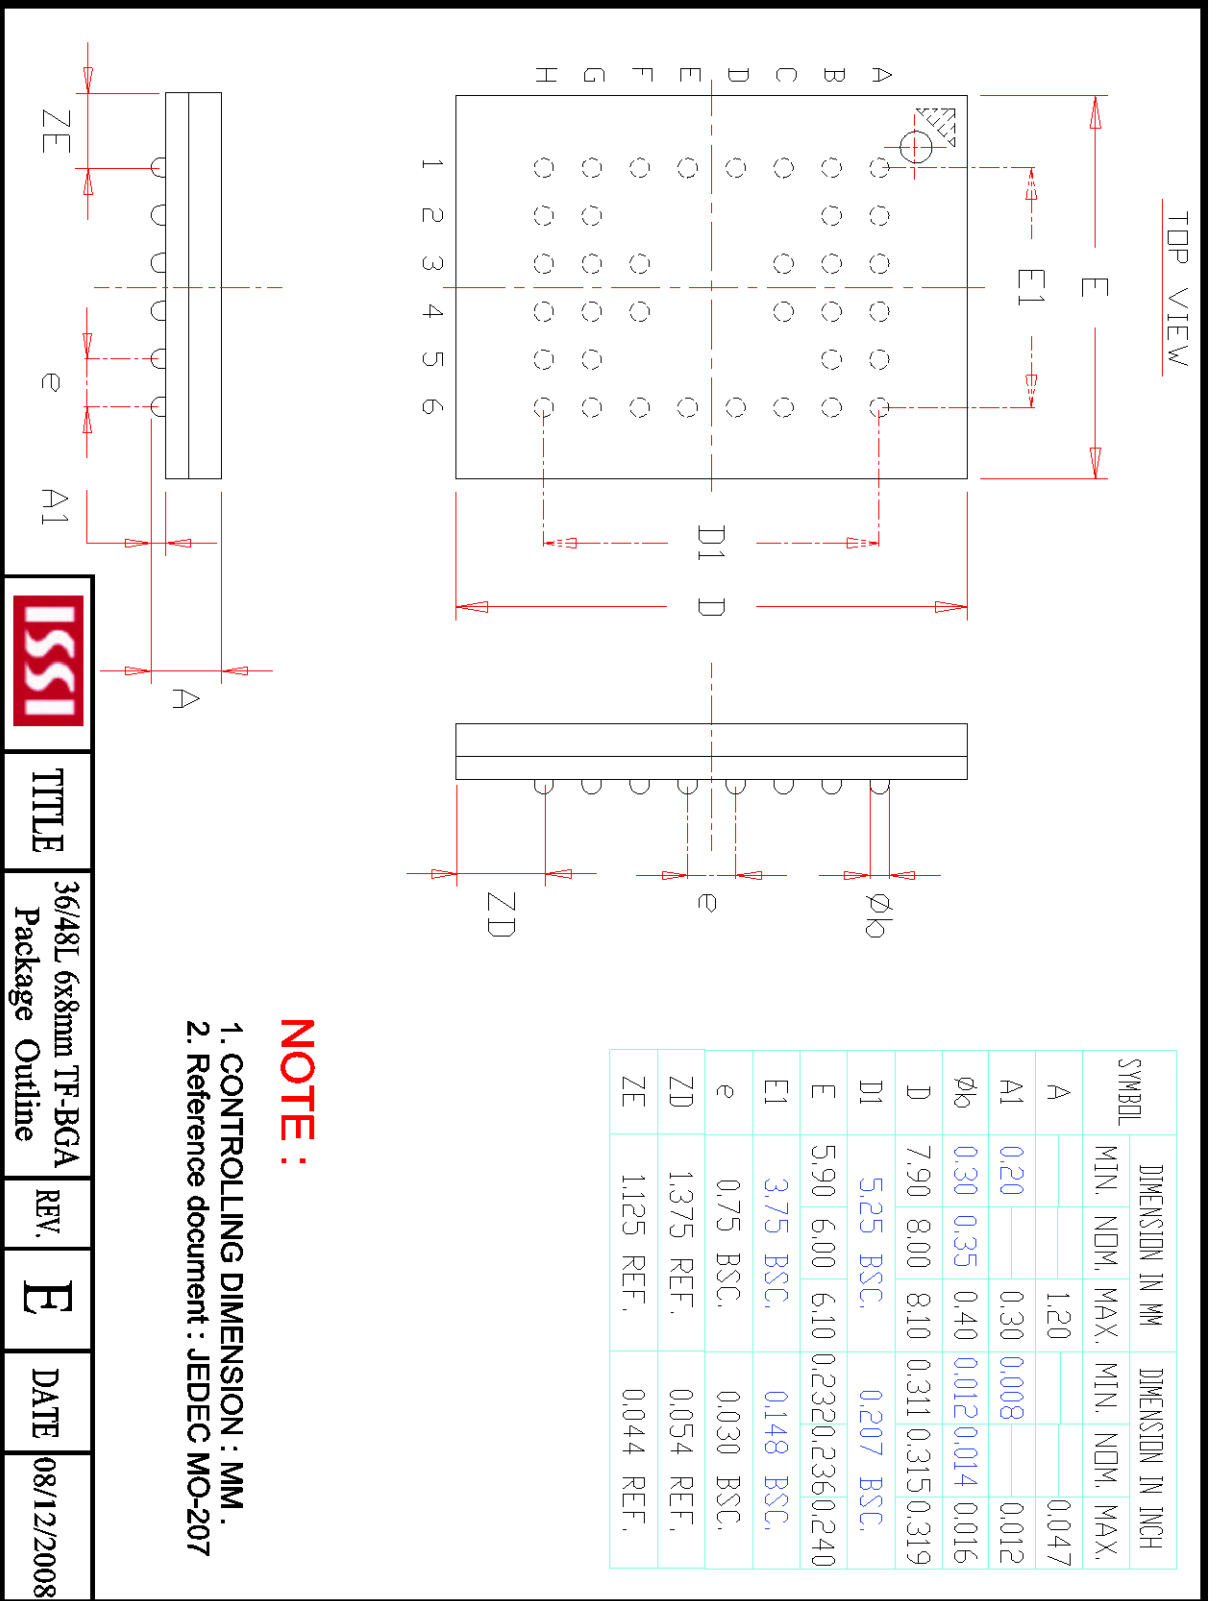 TOP VIEW
E
E1
A
B
C
D
E
F
G
H
1
2
3
4
5
6
D1
D
ZE
e
A1
A
Øb
e
ZD
SYMBOL DIMENSION IN MM DIMENSION IN INCH
MIN. NOM. MAX. MIN. NOM. MAX.
A 1.20 0.047
A1 0.20 0.30 0.008 0.012
Øb 0.30 0.35 0.40 0.012 0.014 0.016
D 7.90 8.00 8.10 0.311 0.315 0.319
D1 5.25 BSC. 0.207 BSC.
E 5.90 6.00 6.10 0.232 0.236 0.240
E1 3.75 BSC. 0.148 BSC.
e 0.75 BSC. 0.030 BSC.
ZD 1.375 REF. 0.054 REF.
ZE 1.125 REF. 0.044 REF.
NOTE :
1. CONTROLLING DIMENSION : MM .
2. Reference document : JEDEC MO-207
ISSI
TITLE
36/48L 6x8mm TF-BGA
Package Outline
REV.
E
DATE
08/12/2008